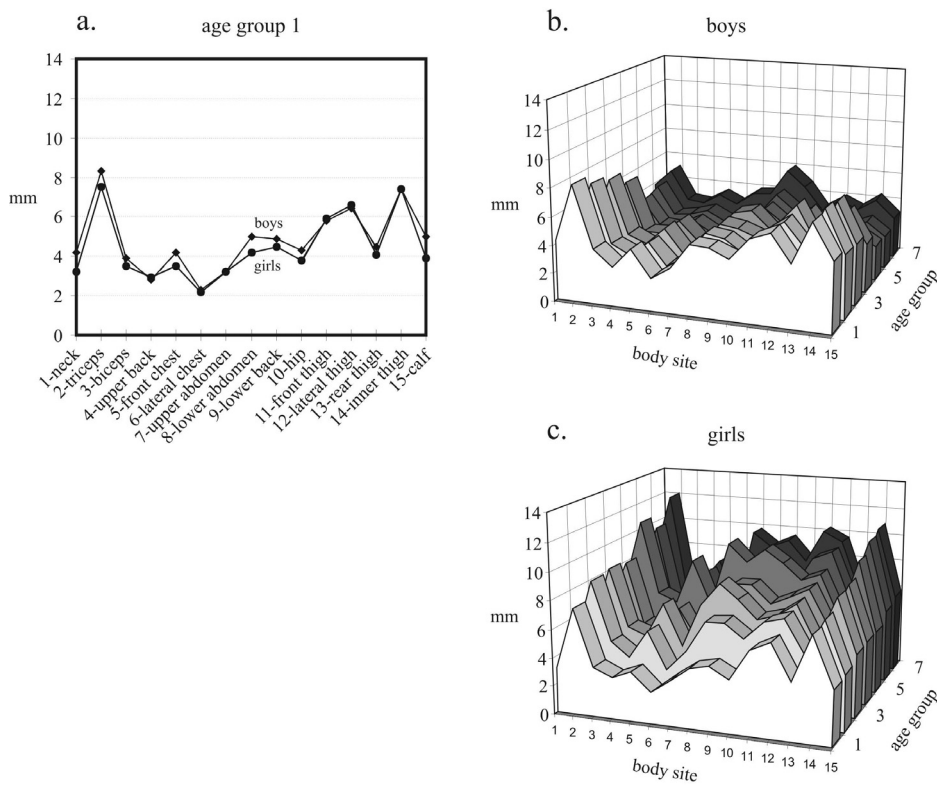 a.
age group 1
14
12
10
8
6
4
2
0
mm
boys
girls
1-neck
2-triceps
3-biceps
4-upper back
5-front chest
6-lateral chest
7-upper abdomen
8-lower abdomen
9-lower back
10-hip
11-front thigh
12-lateral thigh
13-rear thigh
14-inner thigh
15-calf
b.
boys
14
12
10
8
6
4
2
0
mm
1 2 3 4 5 6 7 8 9 10 11 12 13 14 15
body site
1
3
5
7
age group
c.
girls
14
12
10
8
6
4
2
0
mm
1 2 3 4 5 6 7 8 9 10 11 12 13 14 15
body site
1
3
5
7
age group